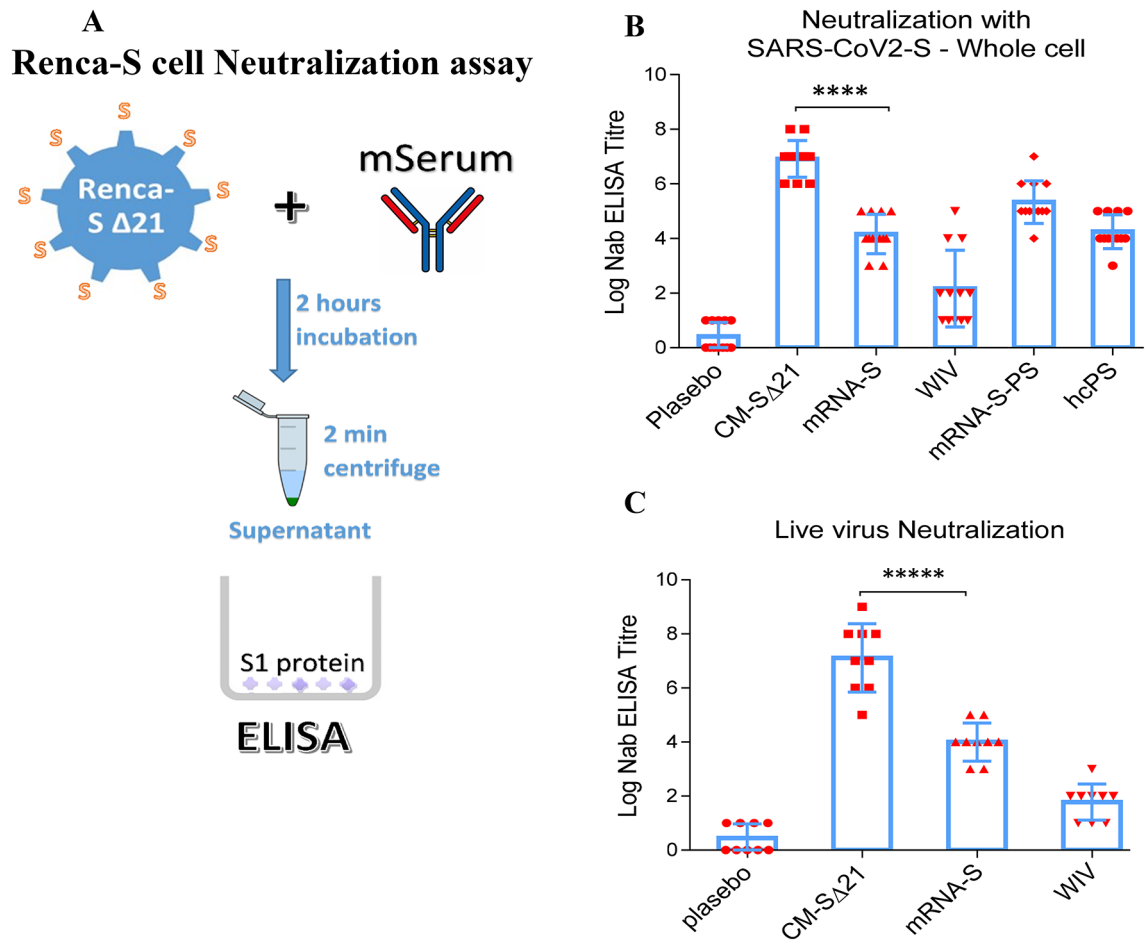 A
Renca-S cell Neutralization assay
S
S
S
S
S
S
S
S
S
Renca-
S Δ21
+
mSerum
2 hours
incubation
2 min
centrifuge
Supernatant
S1 protein
ELISA
B
Neutralization with
SARS-CoV2-S - Whole cell
Log Nab ELISA Titre
10
8
6
4
2
0
****
Plasebo
CM-SΔ21
mRNA-S
WIV
mRNA-S-PS
hcPS
C
Live virus Neutralization
Log Nab ELISA Titre
10
8
6
4
2
0
*****
plasebo
CM-SΔ21
mRNA-S
WIV